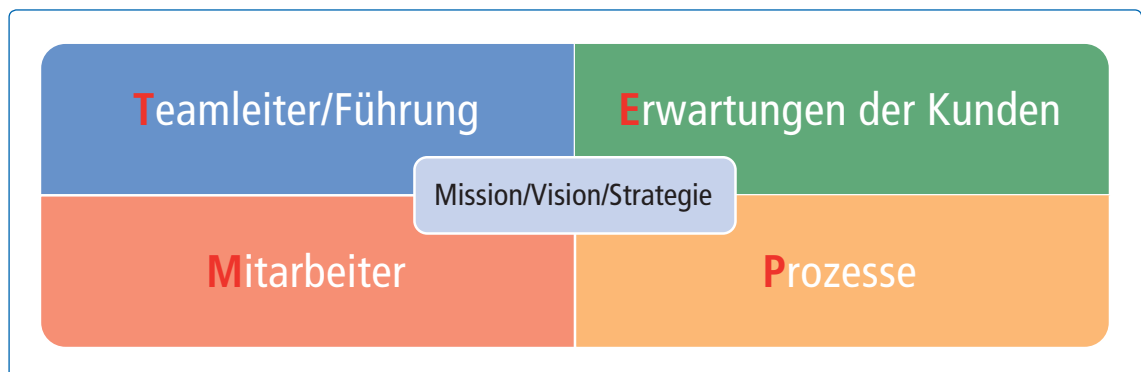 Teamleiter/Führung
Erwartungen der Kunden
Mission/Vision/Strategie
Mitarbeiter
Prozesse